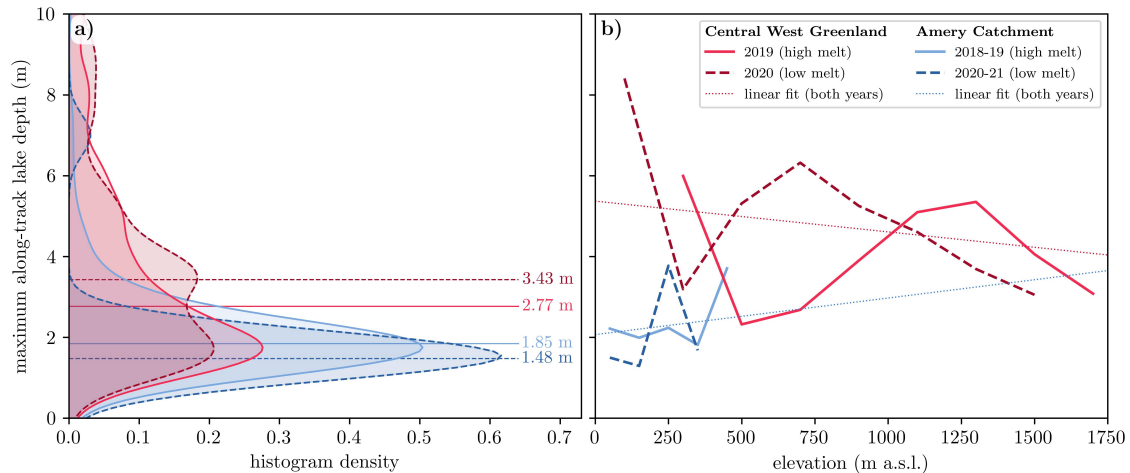 a)
maximum along-track lake depth (m)
10
8
6
4
2
0
3.43 m
2.77 m
1.85 m
1.48 m
0.0 0.1 0.2 0.3 0.4 0.5 0.6 0.7
histogram density
b)
Central West Greenland
2019 (high melt)
2020 (low melt)
linear fit (both years)
Amery Catchment
2018-19 (high melt)
2020-21 (low melt)
linear fit (both years)
0 250 500 750 1000 1250 1500 1750
elevation (m a.s.l.)